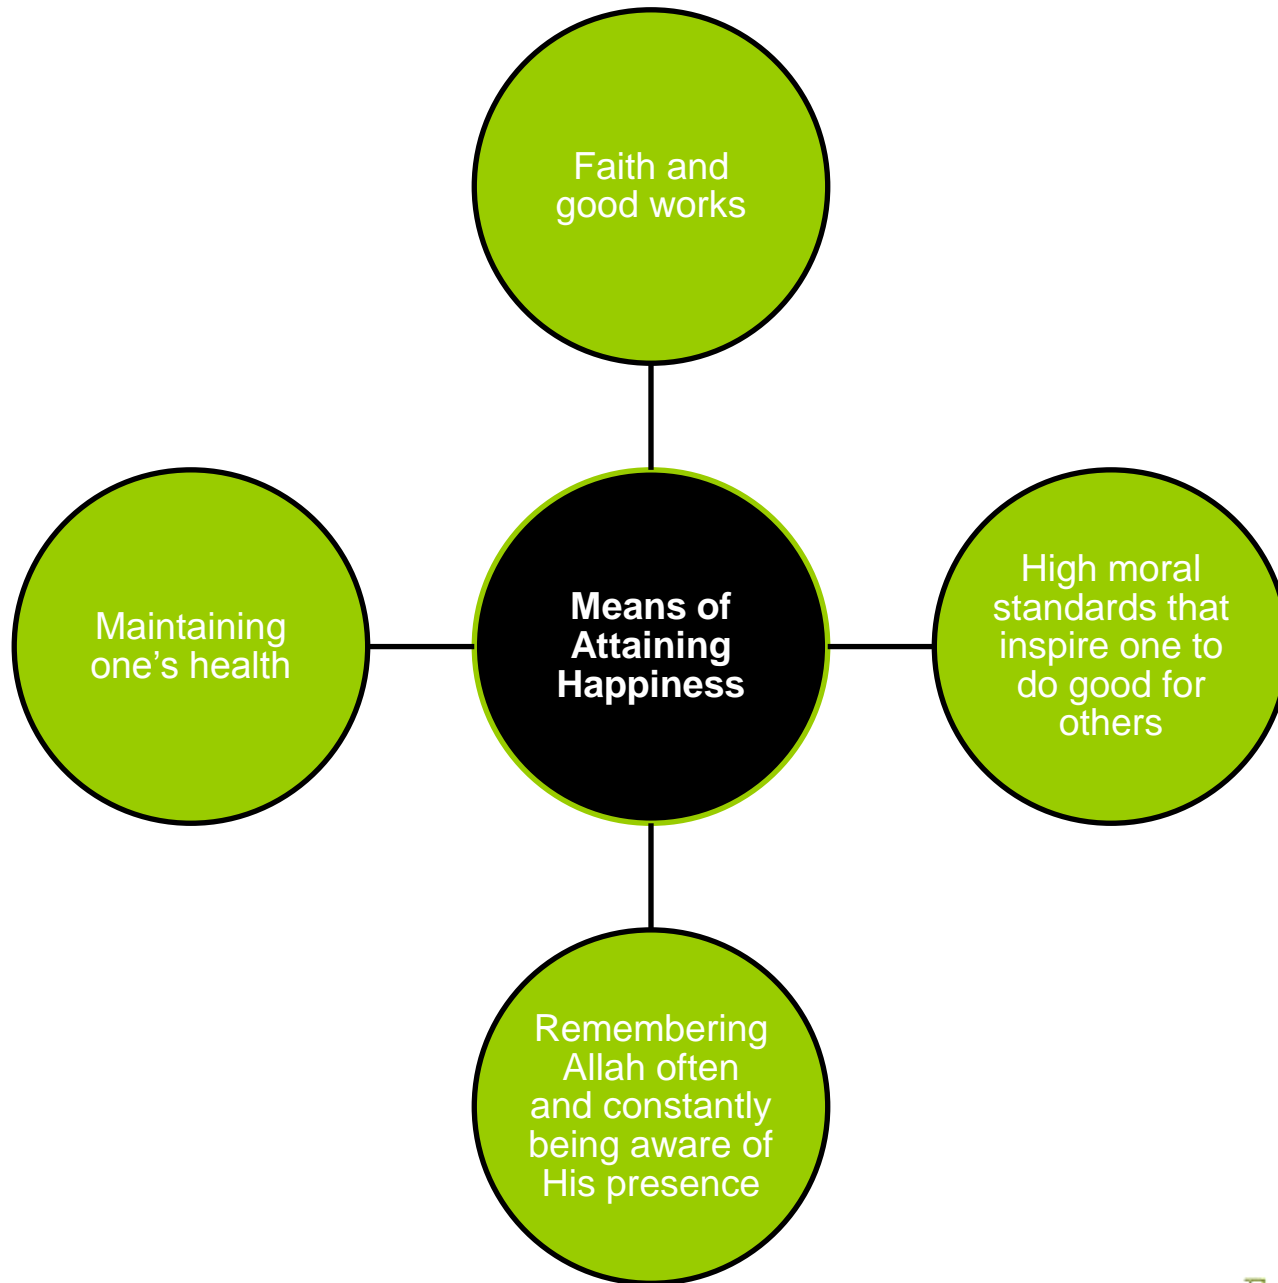 Faith and
good works
Maintaining
one’s health
Means of
Attaining
Happiness
High moral
standards that
inspire one to
do good for
others
Remembering
Allah often
and constantly
being aware of
His presence